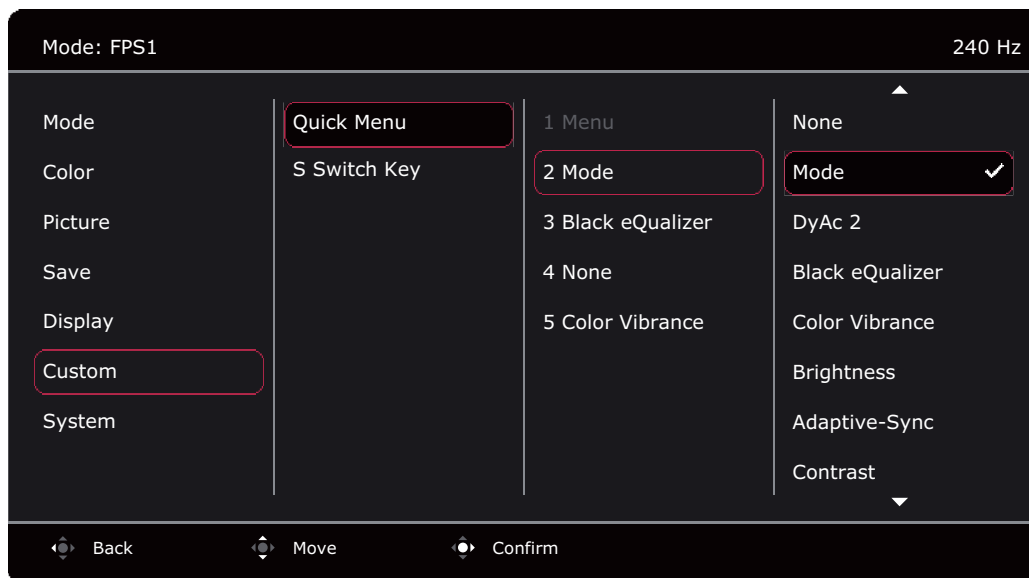 Mode: FPS1 240 Hz
Mode
Color
Picture
Save
Display
Custom
System
Quick Menu
S Switch Key
1 Menu
2 Mode
3 Black eQualizer
4 None
5 Color Vibrance
None
Mode
DyAc 2
Black eQualizer
Color Vibrance
Brightness
Adaptive-Sync
Contrast
Back Move Confirm